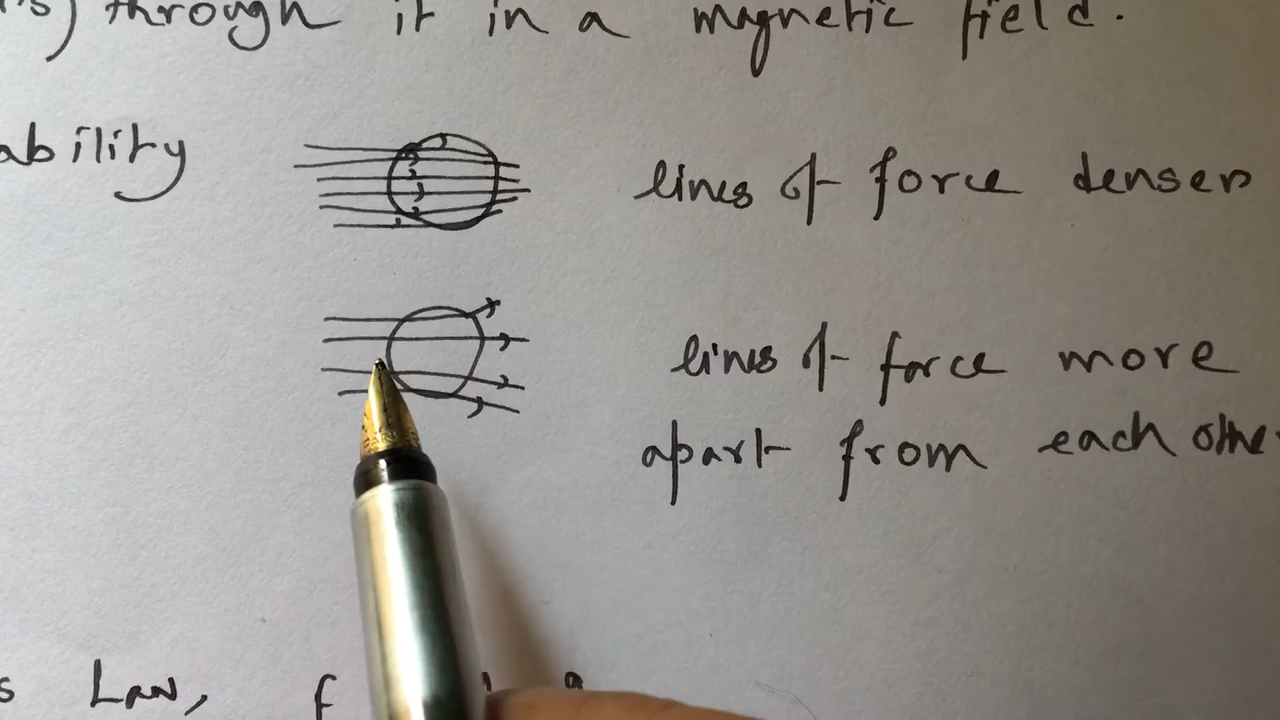 through it in a magnetic field.
ability
lines of force denser
lines of force more
apart from each othe
s Law, f